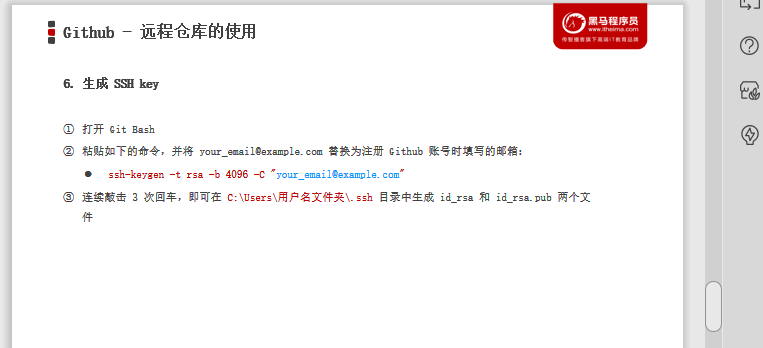 Github - 远程仓库的使用
黑马程序员
www.itheima.com
传智播客旗下高端IT教育品牌
6. 生成 SSH key
① 打开 Git Bash
② 粘贴如下的命令，并将 your_email@example.com 替换为注册 Github 账号时填写的邮箱：
● ssh-keygen -t rsa -b 4096 -C "your_email@example.com"
③ 连续敲击 3 次回车，即可在 C:\Users\用户名文件夹\.ssh 目录中生成 id_rsa 和 id_rsa.pub 两个文
件